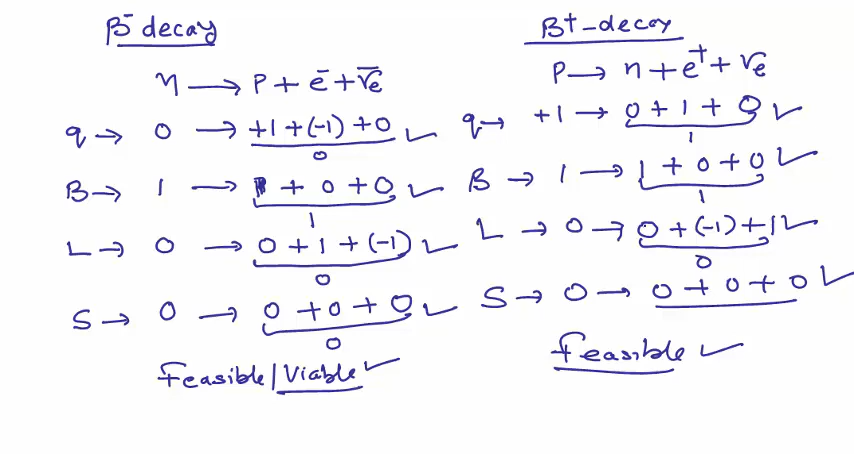 β⁻ decay
n → p + e⁻ + ν̅e
q → 0 → +1 + (-1) + 0 ✓
0
B → 1 → 1 + 0 + 0 ✓
1
L → 0 → 0 + 1 + (-1) ✓
0
S → 0 → 0 + 0 + 0 ✓
0
Feasible/Viable ✓
β⁺-decay
p → n + e⁺ + νe
q → +1 → 0 + 1 + 0 ✓
1
B → 1 → 1 + 0 + 0 ✓
1
L → 0 → 0 + (-1) + 1 ✓
0
S → 0 → 0 + 0 + 0 ✓
feasible ✓